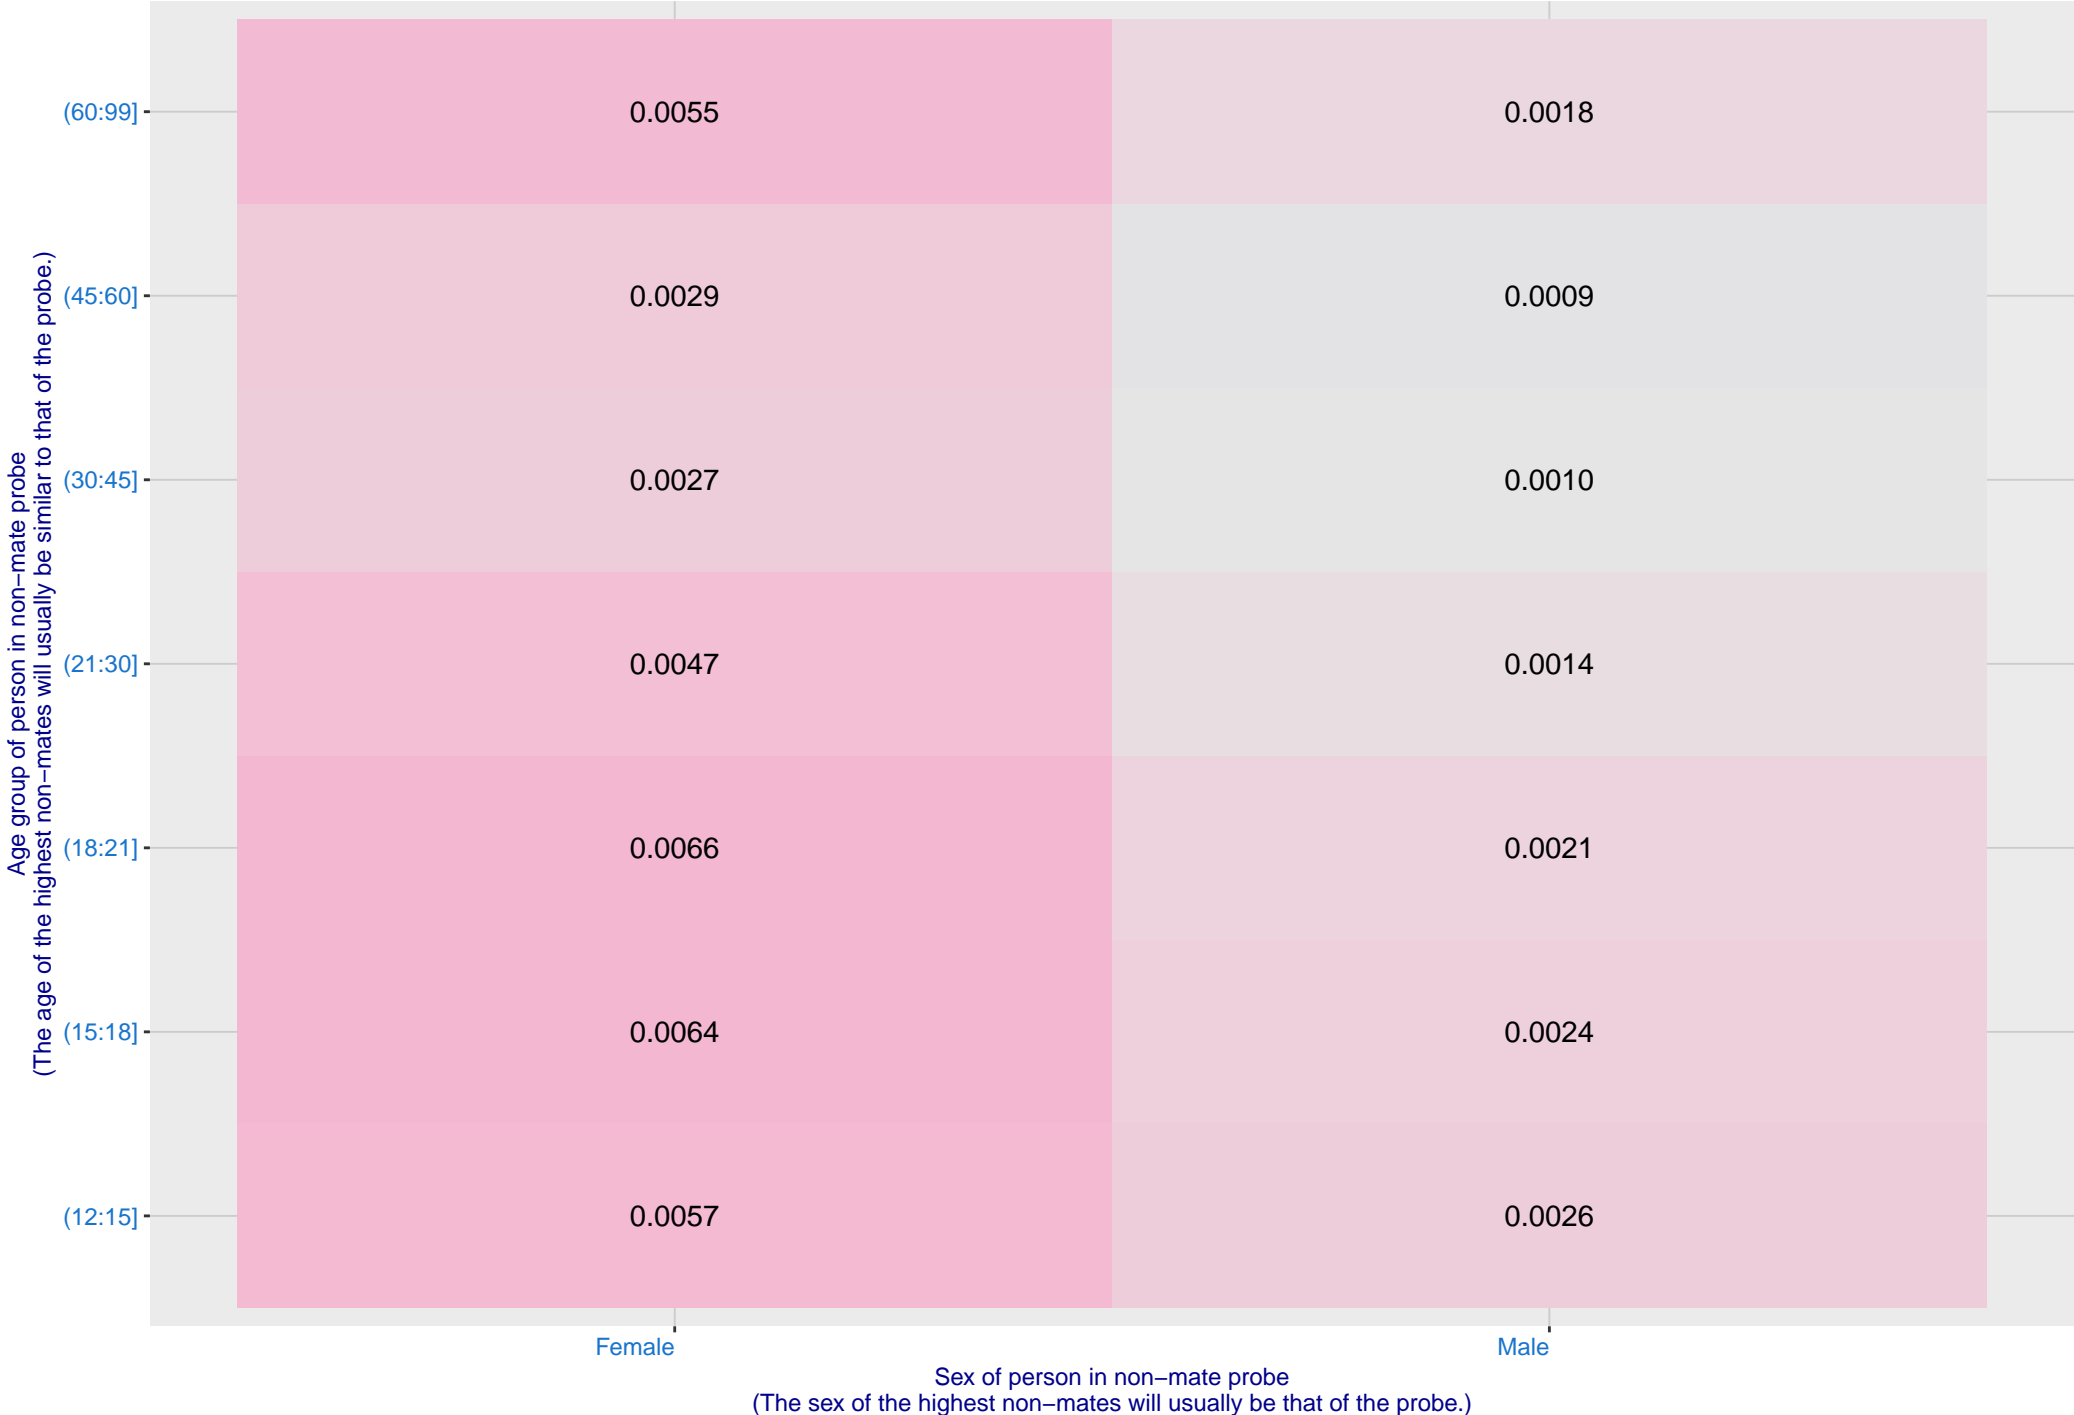 Age group of person in non−mate probe
(The age of the highest non−mates will usually be similar to that of the probe.)
(60:99] 0.0055 0.0018
(45:60] 0.0029 0.0009
(30:45] 0.0027 0.0010
(21:30] 0.0047 0.0014
(18:21] 0.0066 0.0021
(15:18] 0.0064 0.0024
(12:15] 0.0057 0.0026
Female Male
Sex of person in non−mate probe
(The sex of the highest non−mates will usually be that of the probe.)